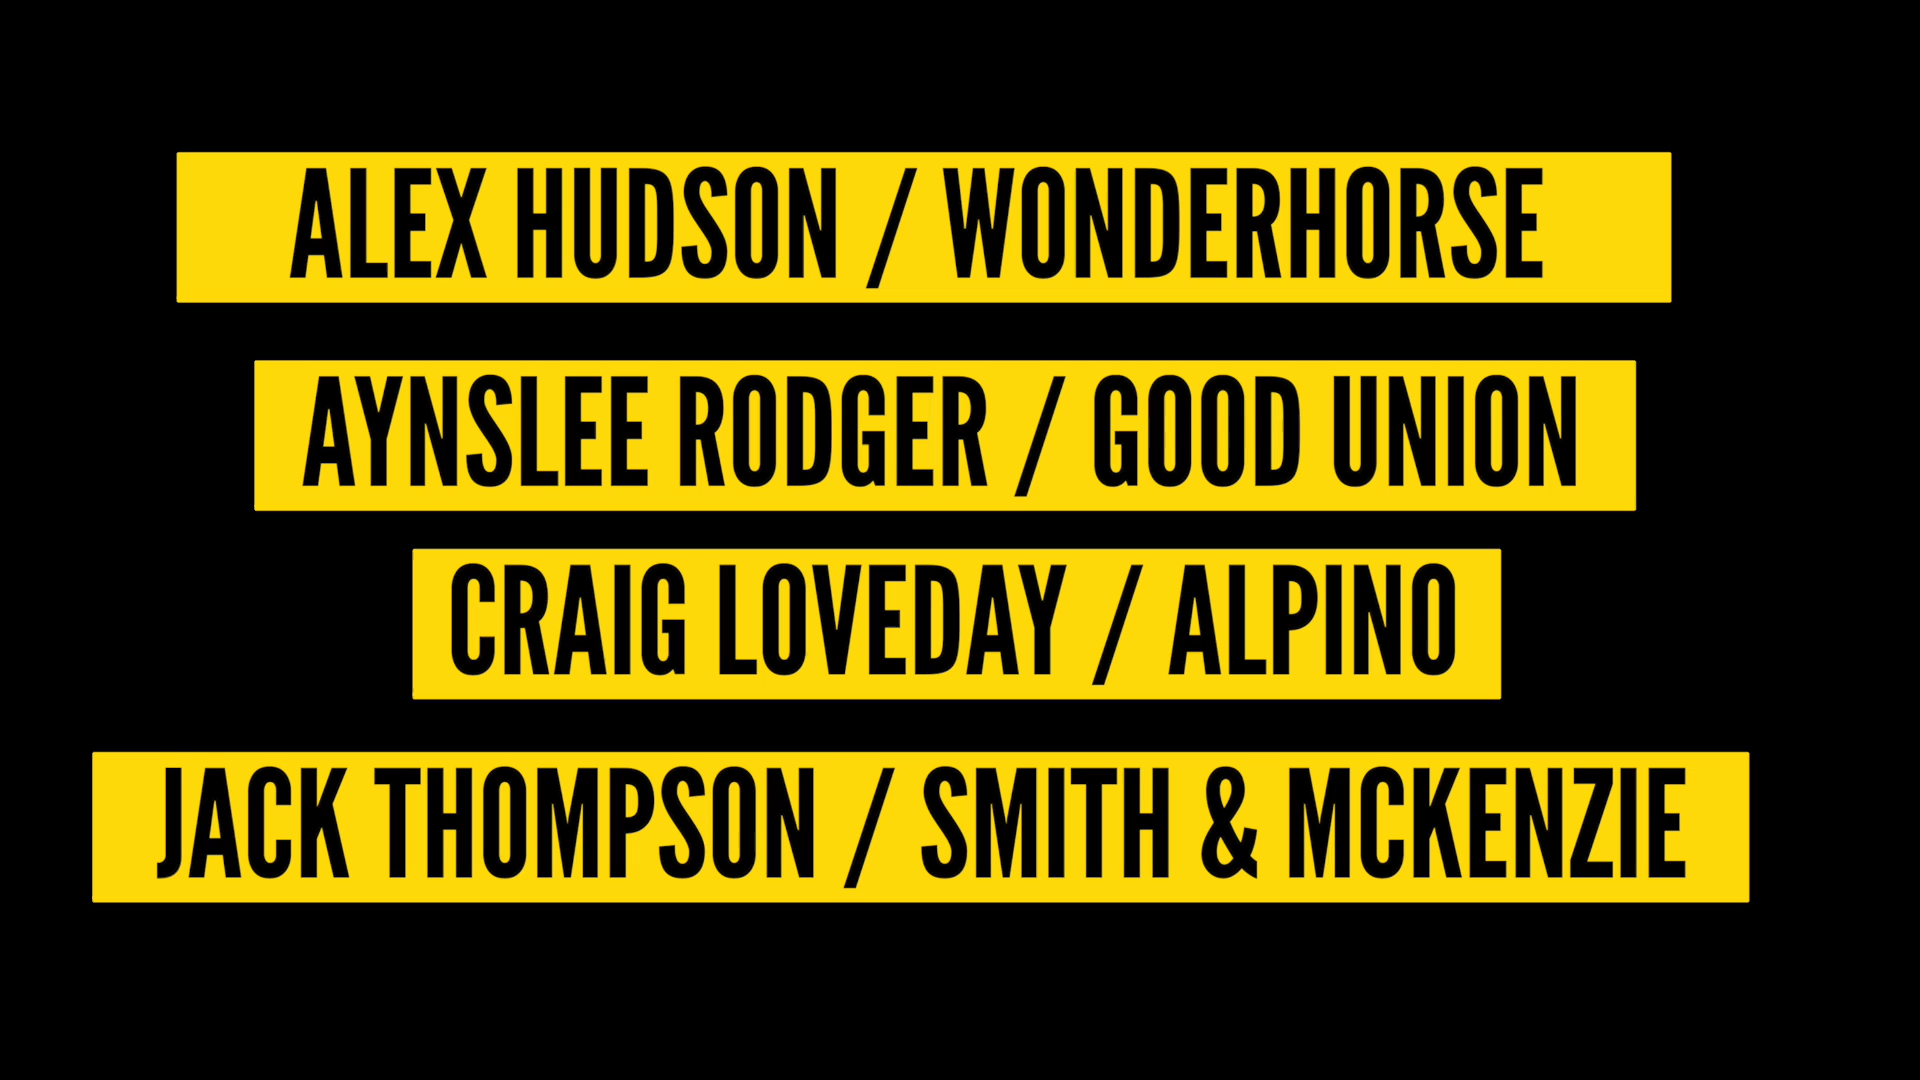 ALEX HUDSON / WONDERHORSE
AYNSLEE RODGER / GOOD UNION
CRAIG LOVEDAY / ALPINO
JACK THOMPSON / SMITH & MCKENZIE